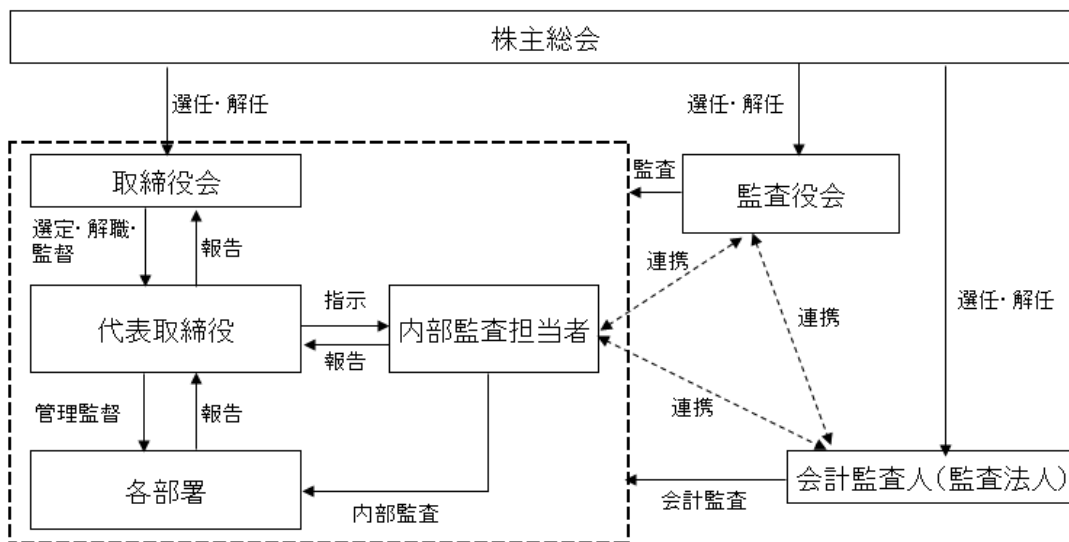 株主総会
選任・解任
選任・解任
取締役会
監査
監査役会
選定・解職・
監督
報告
連携
指示
選任・解任
代表取締役
内部監査担当者
連携
報告
連携
管理監督
報告
各部署
会計監査人(監査法人)
内部監査
会計監査